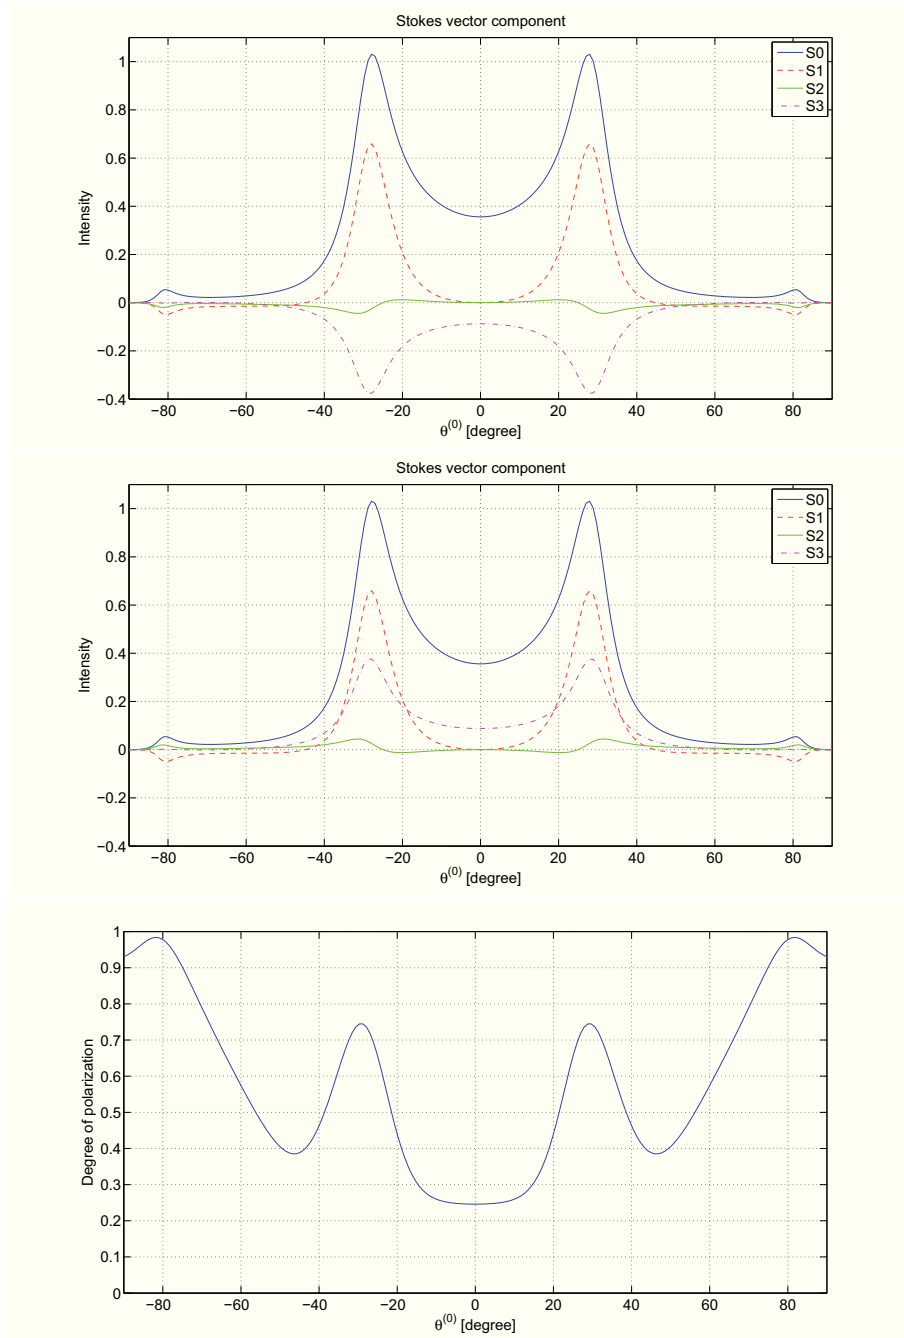 Stokes vector component
1
0.8
0.6
0.4
0.2
0
−0.2
−0.4
Intensity
S0
S1
S2
S3
−80 −60 −40 −20 0 20 40 60 80
θ(0) [degree]
Stokes vector component
1
0.8
0.6
0.4
0.2
0
−0.2
−0.4
Intensity
S0
S1
S2
S3
−80 −60 −40 −20 0 20 40 60 80
θ(0) [degree]
1
0.9
0.8
0.7
0.6
0.5
0.4
0.3
0.2
0.1
0
Degree of polarization
−80 −60 −40 −20 0 20 40 60 80
θ(0) [degree]